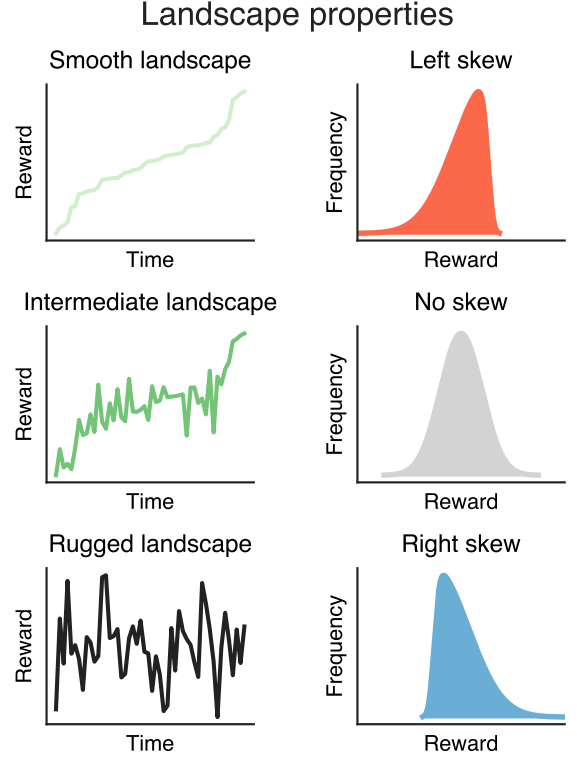 Landscape properties
Smooth landscape
Reward
Time
Left skew
Frequency
Reward
Intermediate landscape
Reward
Time
No skew
Frequency
Reward
Rugged landscape
Reward
Time
Right skew
Frequency
Reward